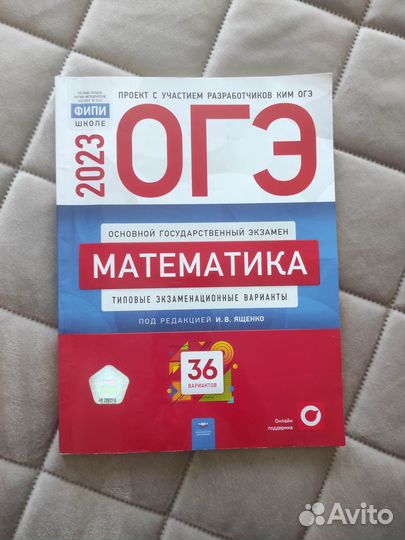 ПРОЕКТ С УЧАСТИЕМ РАЗРАБОТЧИКОВ КИМ ОГЭ
ФИПИ
ШКОЛЕ
2023
ОГЭ
ОСНОВНОЙ ГОСУДАРСТВЕННЫЙ ЭКЗАМЕН
МАТЕМАТИКА
ТИПОВЫЕ ЭКЗАМЕНАЦИОННЫЕ ВАРИАНТЫ
ПОД РЕДАКЦИЕЙ И. В. ЯЩЕНКО
36
ВАРИАНТОВ
Онлайн
поддержка
Avito